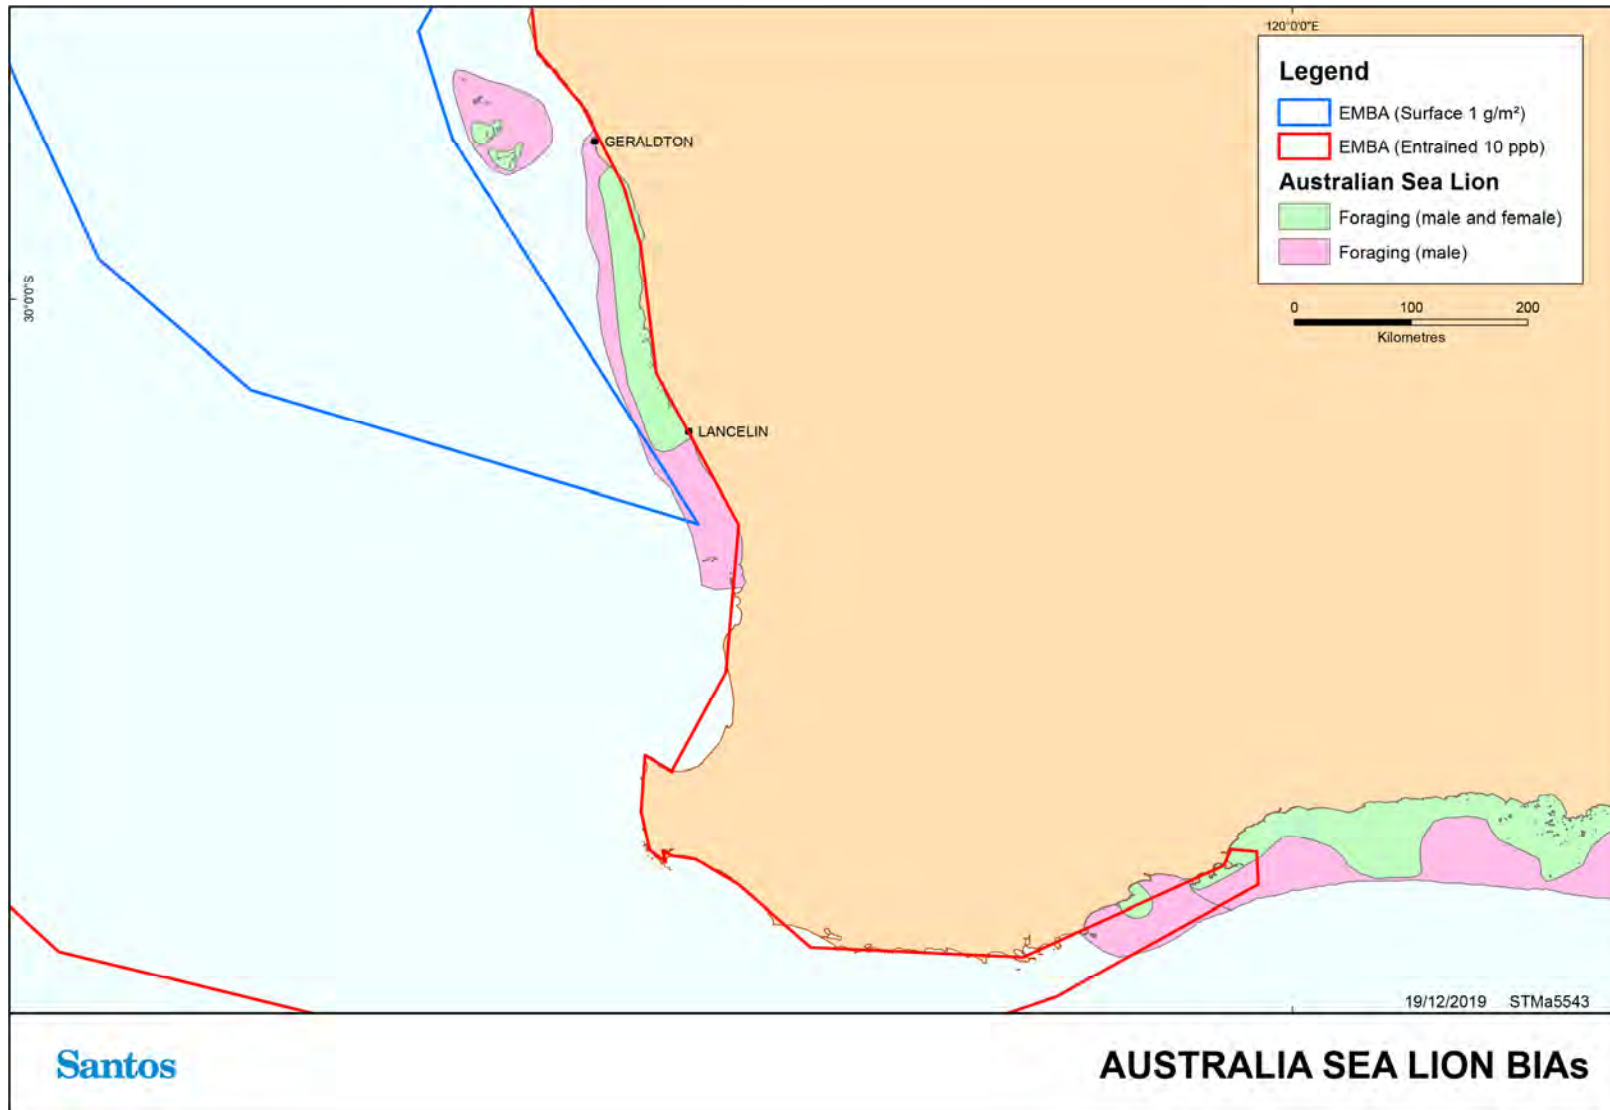 120°0'0"E
Legend
EMBA (Surface 1 g/m²)
EMBA (Entrained 10 ppb)
Australian Sea Lion
Foraging (male and female)
Foraging (male)
0 100 200
Kilometres
GERALDTON
30°0'0"S
LANCELIN
19/12/2019 STMa5543
Santos
AUSTRALIA SEA LION BIAs